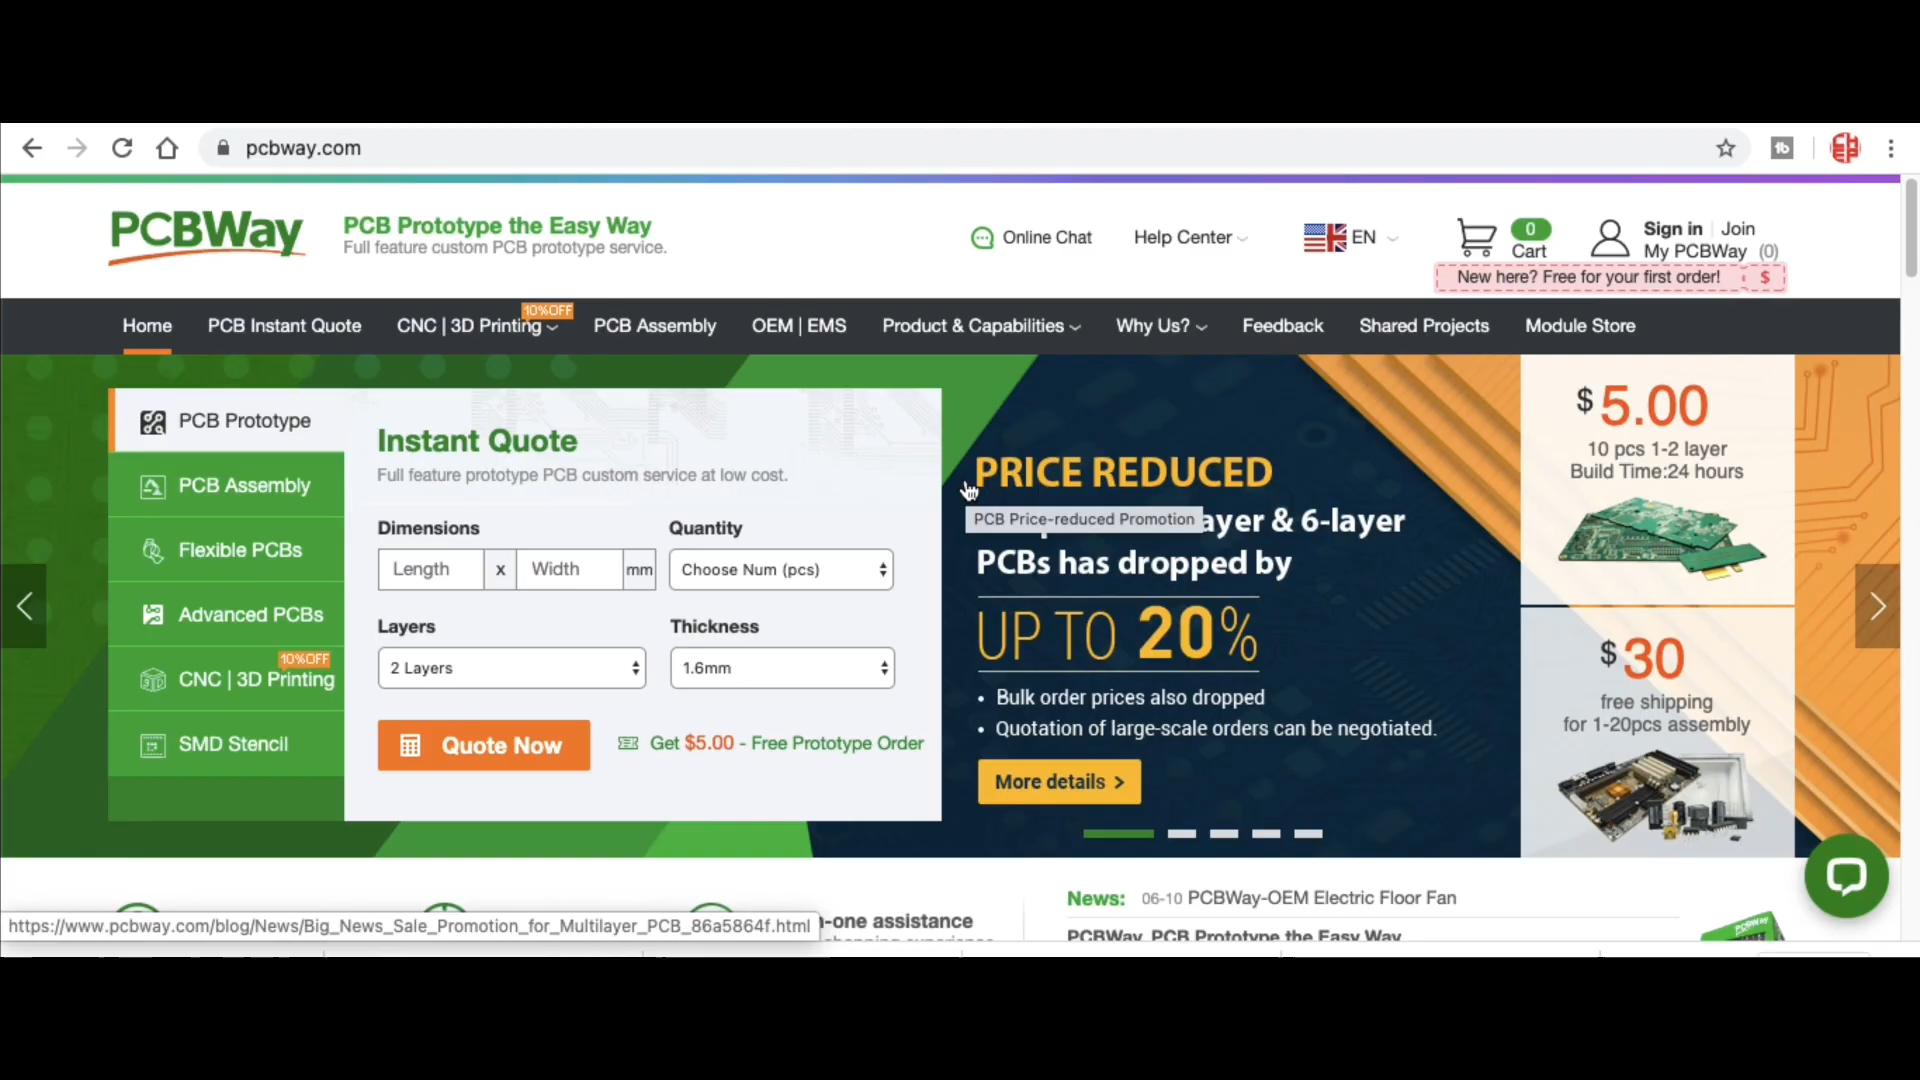 pcbway.com
PCBWay
PCB Prototype the Easy Way
Full feature custom PCB prototype service.
Online Chat
Help Center
EN
0
Cart
Sign in
Join
My PCBWay (0)
New here? Free for your first order! $
Home
PCB Instant Quote
CNC | 3D Printing
10%OFF
PCB Assembly
OEM | EMS
Product & Capabilities
Why Us?
Feedback
Shared Projects
Module Store
PCB Prototype
PCB Assembly
Flexible PCBs
Advanced PCBs
10%OFF
CNC | 3D Printing
SMD Stencil
Instant Quote
Full feature prototype PCB custom service at low cost.
Dimensions
Quantity
Length x Width mm
Choose Num (pcs)
Layers
Thickness
2 Layers
1.6mm
Quote Now
Get $5.00 - Free Prototype Order
PRICE REDUCED
PCB Price-reduced Promotion
ayer & 6-layer
PCBs has dropped by
UP TO 20%
• Bulk order prices also dropped
• Quotation of large-scale orders can be negotiated.
More details >
$5.00
10 pcs 1-2 layer
Build Time:24 hours
$30
free shipping
for 1-20pcs assembly
News: 06-10 PCBWay-OEM Electric Floor Fan
-one assistance
PCBWay, PCB Prototype the Easy Way
https://www.pcbway.com/blog/News/Big_News_Sale_Promotion_for_Multilayer_PCB_86a5864f.html